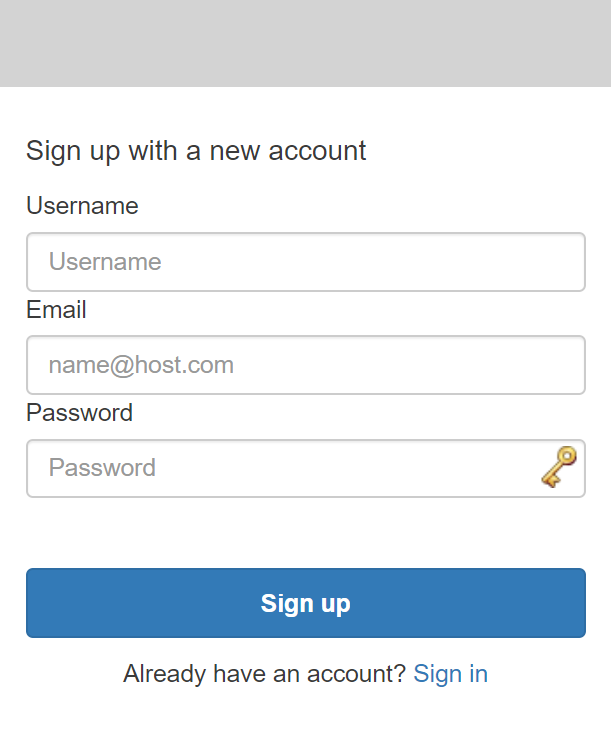 Sign up with a new account
Username
Username
Email
name@host.com
Password
Password
Sign up
Already have an account? Sign in